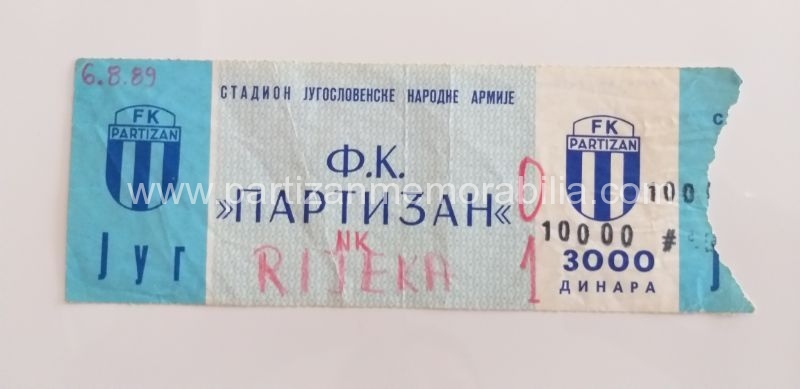 6.8.89
FK
PARTIZAN
Југ
СТАДИОН ЈУГОСЛОВЕНСКЕ НАРОДНЕ АРМИЈЕ
Ф.К.
»ПАРТИЗАН«
NK
RIJEKA
0
1
FK
PARTIZAN
10000 #
3000
ДИНАРА
100
www.partizanmemorabilia.com